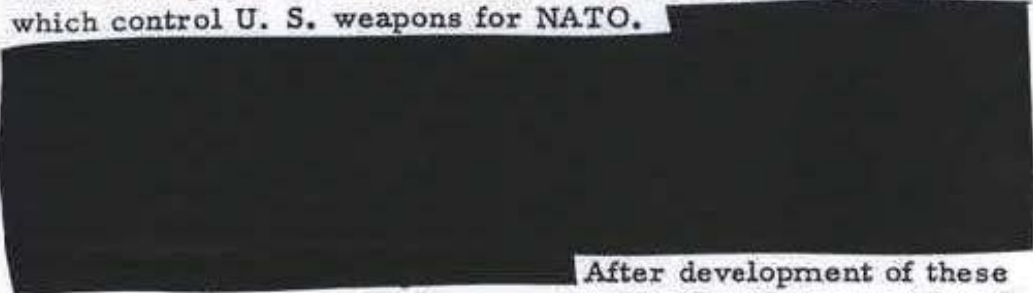 which control U. S. weapons for NATO.
After development of these